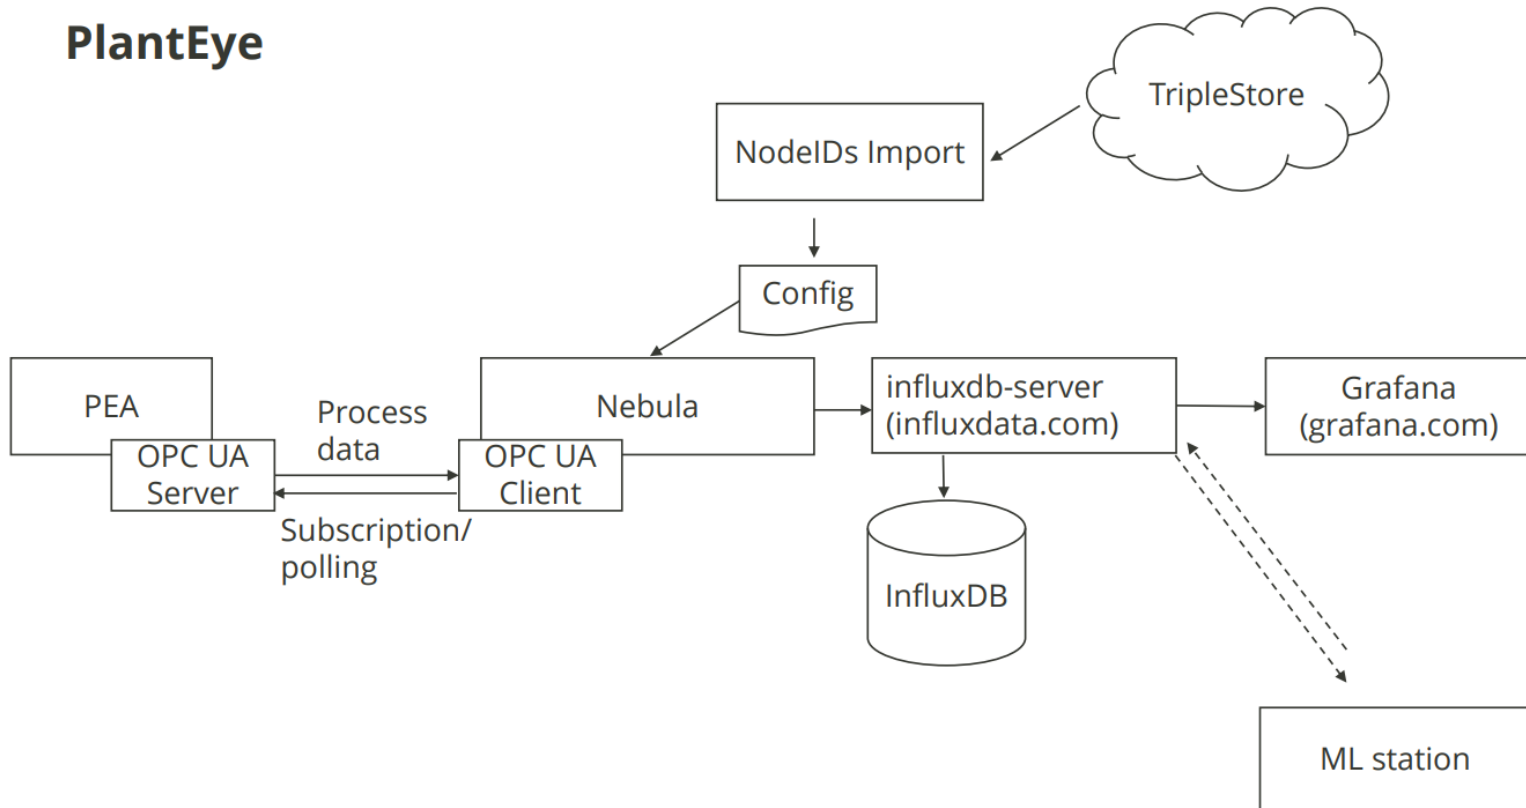 PlantEye
TripleStore
NodeIDs Import
Config
PEA
OPC UA
Server
Process
data
Subscription/
polling
Nebula
OPC UA
Client
influxdb-server
(influxdata.com)
Grafana
(grafana.com)
InfluxDB
ML station